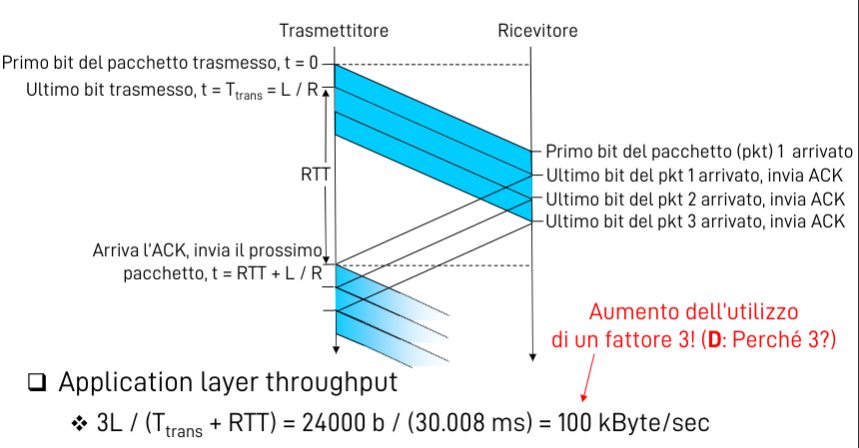 Trasmettitore
Ricevitore
Primo bit del pacchetto trasmesso, t = 0
Ultimo bit trasmesso, t = T_trans = L / R
RTT
Primo bit del pacchetto (pkt) 1 arrivato
Ultimo bit del pkt 1 arrivato, invia ACK
Ultimo bit del pkt 2 arrivato, invia ACK
Ultimo bit del pkt 3 arrivato, invia ACK
Arriva l'ACK, invia il prossimo
pacchetto, t = RTT + L / R
Aumento dell'utilizzo
di un fattore 3! (D: Perché 3?)
❑ Application layer throughput
❖ 3L / (T_trans + RTT) = 24000 b / (30.008 ms) = 100 kByte/sec